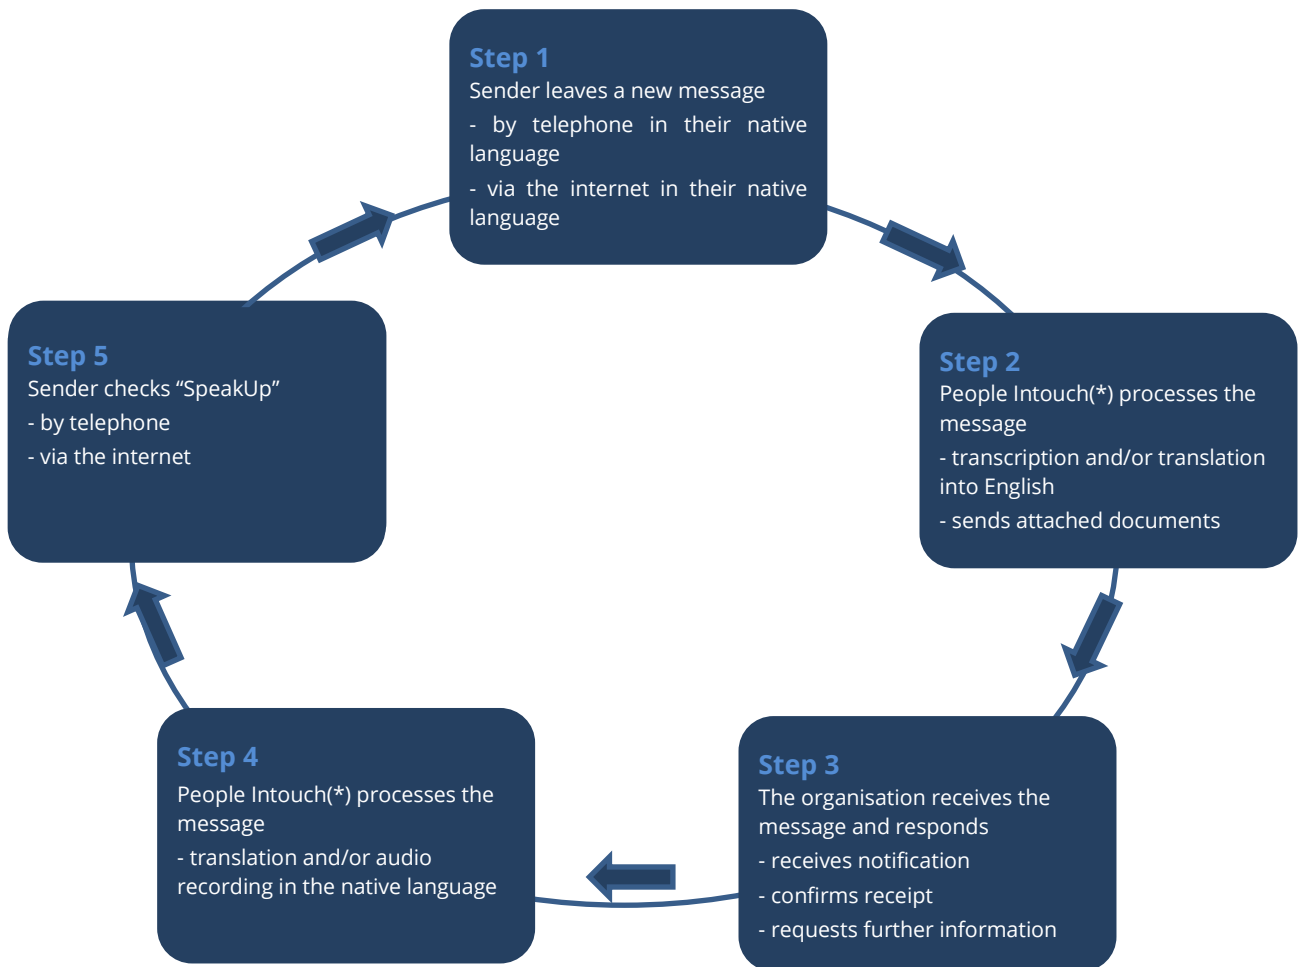 Step 1
Sender leaves a new message
- by telephone in their native
language
- via the internet in their native
language
Step 2
People Intouch(*) processes the
message
- transcription and/or translation
into English
- sends attached documents
Step 3
The organisation receives the
message and responds
- receives notification
- confirms receipt
- requests further information
Step 4
People Intouch(*) processes the
message
- translation and/or audio
recording in the native language
Step 5
Sender checks “SpeakUp”
- by telephone
- via the internet